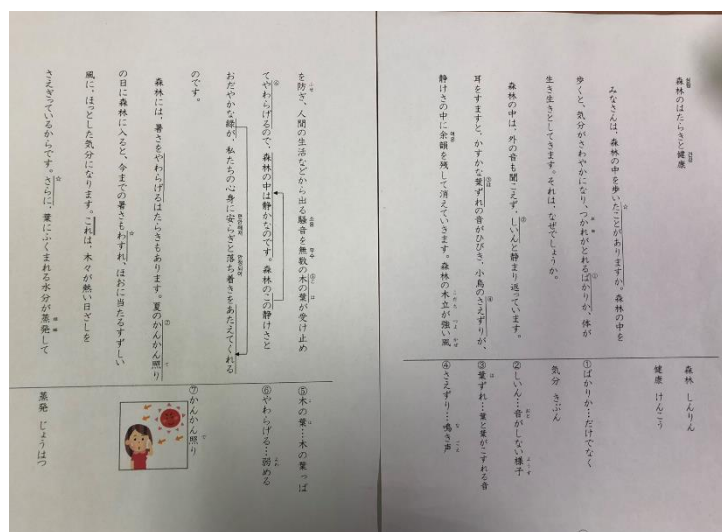 森林のはたらきと健康
みなさんは、森林の中を歩いたことがありますか。森林の中を
歩くと、気分がさわやかになり、つかれがとれるばかりか、体が
生き生きとしてきます。それは、なぜでしょうか。
森林の中は、外の音も聞こえず、しいんと静まり返っています。
耳をすますと、かすかな葉ずれの音がひびき、小鳥のさえずりが、
静けさの中に余韻を残して消えていきます。森林の木立が強い風
森林 しんりん
健康 けんこう
①ばかりか…だけでなく
気分 きぶん
②しいん…音がしない様子
③葉ずれ…葉と葉がこすれる音
④さえずり…鳴き声
を防ぎ、人間の生活などから出る騒音を無数の木の葉が受け止め
てやわらげるので、森林の中は静かなのです。森林のこの静けさと
おだやかな緑が、私たちの心身に安らぎと落ち着きをあたえてくれる
のです。
森林には、暑さをやわらげるはたらきもあります。夏のかんかん照り
の日に森林に入ると、今までの暑さもわすれ、ほおに当たるすずしい
風に、ほっとした気分になります。これは、木々が熱い日ざしを
さえぎっているからです。さらに、葉にふくまれる水分が蒸発して
⑤木の葉…木の葉っぱ
⑥やわらげる…弱める
⑦かんかん照り
蒸発 じょうはつ